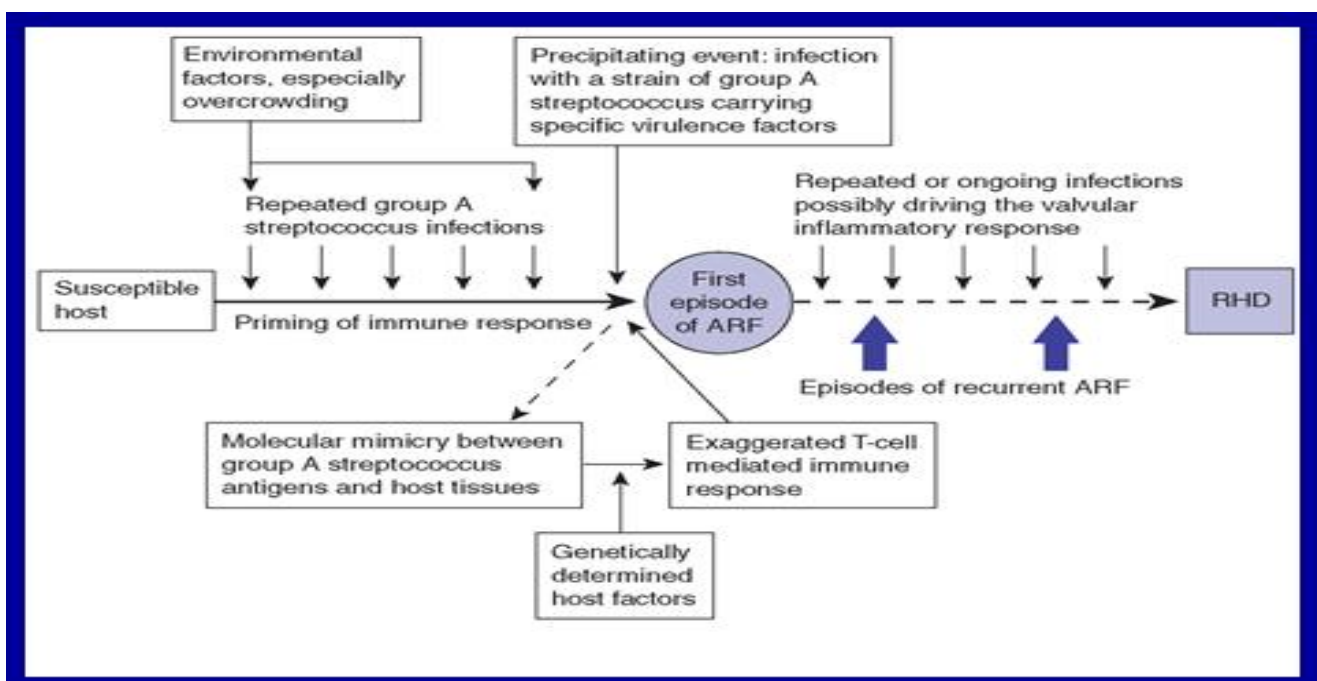 Environmental
factors, especially
overcrowding
Precipitating event: infection
with a strain of group A
streptococcus carrying
specific virulence factors
Repeated group A
streptococcus infections
Repeated or ongoing infections
possibly driving the valvular
inflammatory response
Susceptible
host
Priming of immune response
First
episode
of ARF
RHD
Episodes of recurrent ARF
Molecular mimicry between
group A streptococcus
antigens and host tissues
Exaggerated T-cell
mediated immune
response
Genetically
determined
host factors